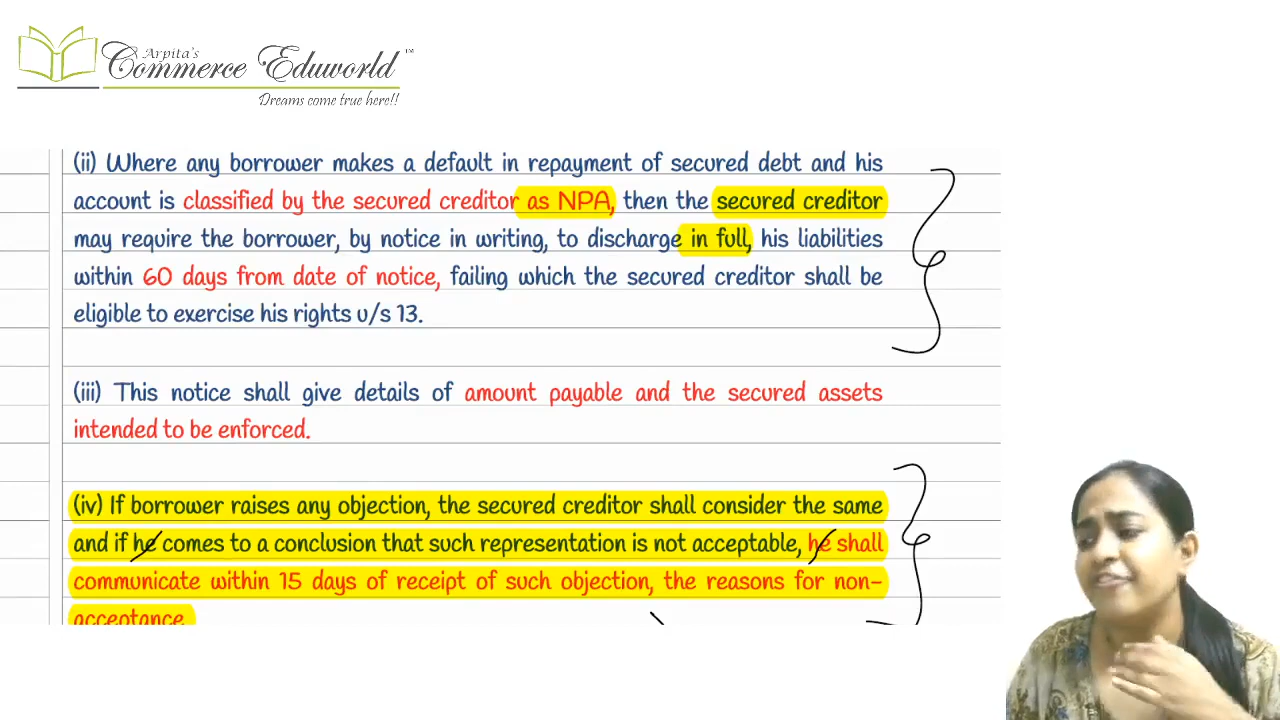 Arpita's
Commerce Eduworld™
Dreams come true here!!
(ii) Where any borrower makes a default in repayment of secured debt and his
account is classified by the secured creditor as NPA, then the secured creditor
may require the borrower, by notice in writing, to discharge in full, his liabilities
within 60 days from date of notice, failing which the secured creditor shall be
eligible to exercise his rights u/s 13.
(iii) This notice shall give details of amount payable and the secured assets
intended to be enforced.
(iv) If borrower raises any objection, the secured creditor shall consider the same
and if he comes to a conclusion that such representation is not acceptable, he shall
communicate within 15 days of receipt of such objection, the reasons for non-
acceptance.